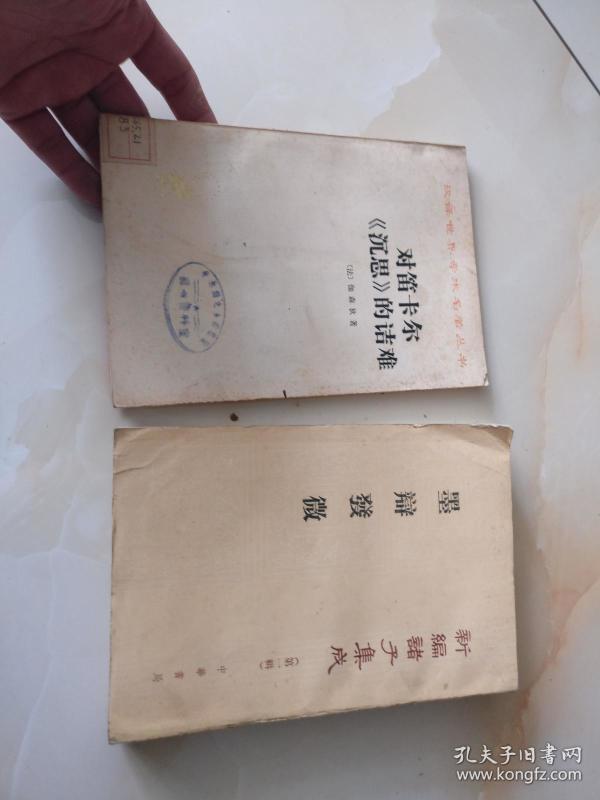 汉译世界学术名著丛书
对笛卡尔
《沉思》的诘难
〔法〕伽森狄 著
墨辯發微
新編諸子集成
(第一輯)
中華書局
孔夫子旧书网
www.kongfz.com